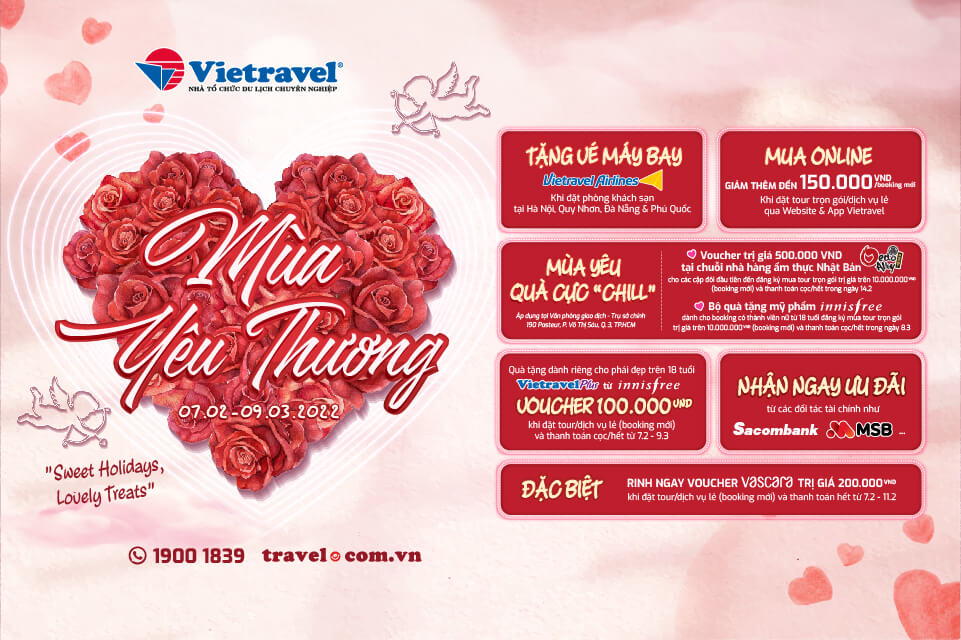 Vietravel®
NHÀ TỔ CHỨC DU LỊCH CHUYÊN NGHIỆP
Mùa
Yêu Thương
07.02 - 09.03.2022
"Sweet Holidays,
Lovely Treats"
1900 1839 travel.com.vn
TẶNG VÉ MÁY BAY
Vietravel Airlines
Khi đặt phòng khách sạn
tại Hà Nội, Quy Nhơn, Đà Nẵng & Phú Quốc
MUA ONLINE
GIẢM THÊM ĐẾN 150.000 VND/booking mới
Khi đặt tour trọn gói/dịch vụ lẻ
qua Website & App Vietravel
MÙA YÊU
QUÀ CỰC “CHILL”
Áp dụng tại Văn phòng giao dịch - Trụ sở chính
190 Pasteur, P. Võ Thị Sáu, Q. 3, TP.HCM
Voucher trị giá 500.000 VND
tại chuỗi nhà hàng ẩm thực Nhật Bản
cho các cặp đôi đầu tiên đến đăng ký mua tour trọn gói trị giá trên 10.000.000 VND
(booking mới) và thanh toán cọc/hết trong ngày 14.2
Bộ quà tặng mỹ phẩm innisfree
dành cho booking có thành viên nữ từ 18 tuổi đăng ký mua tour trọn gói
trị giá trên 10.000.000 VND (booking mới) và thanh toán cọc/hết trong ngày 8.3
Quà tặng dành riêng cho phái đẹp trên 18 tuổi
VietravelPlus từ innisfree
VOUCHER 100.000 VND
khi đặt tour/dịch vụ lẻ (booking mới)
và thanh toán cọc/hết từ 7.2 - 9.3
NHẬN NGAY ƯU ĐÃI
từ các đối tác tài chính như
Sacombank MSB ...
ĐẶC BIỆT
RINH NGAY VOUCHER VASCARA TRỊ GIÁ 200.000 VND
khi đặt tour/dịch vụ lẻ (booking mới) và thanh toán hết từ 7.2 - 11.2